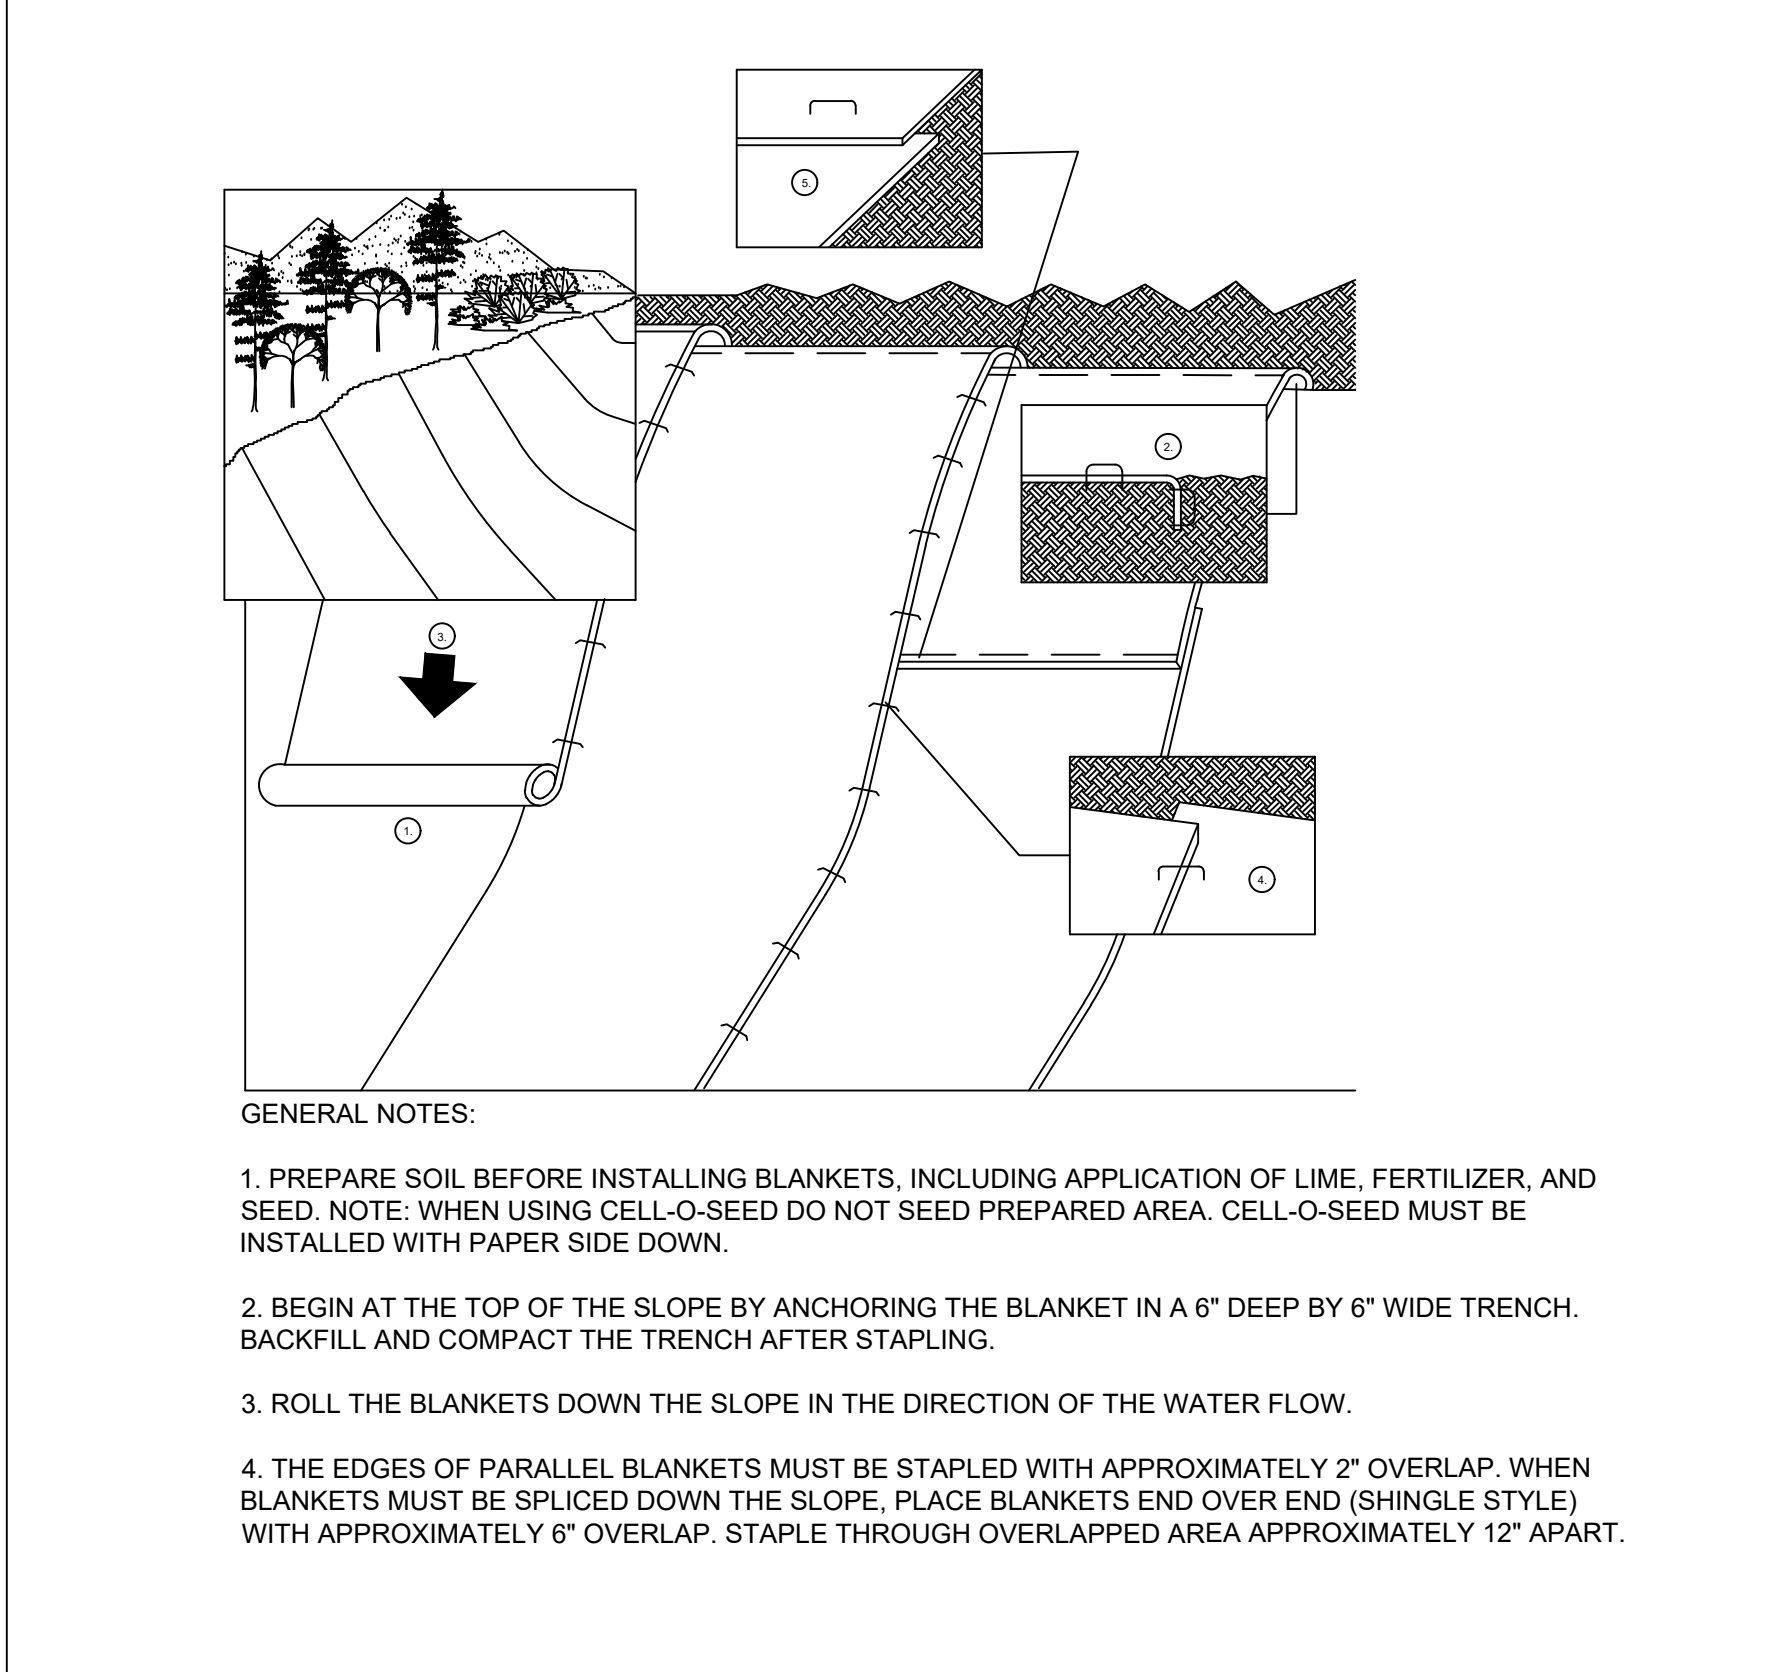 5.
2.
3.
1.
4.
GENERAL NOTES:
1. PREPARE SOIL BEFORE INSTALLING BLANKETS, INCLUDING APPLICATION OF LIME, FERTILIZER, AND
SEED. NOTE: WHEN USING CELL-O-SEED DO NOT SEED PREPARED AREA. CELL-O-SEED MUST BE
INSTALLED WITH PAPER SIDE DOWN.
2. BEGIN AT THE TOP OF THE SLOPE BY ANCHORING THE BLANKET IN A 6" DEEP BY 6" WIDE TRENCH.
BACKFILL AND COMPACT THE TRENCH AFTER STAPLING.
3. ROLL THE BLANKETS DOWN THE SLOPE IN THE DIRECTION OF THE WATER FLOW.
4. THE EDGES OF PARALLEL BLANKETS MUST BE STAPLED WITH APPROXIMATELY 2" OVERLAP. WHEN
BLANKETS MUST BE SPLICED DOWN THE SLOPE, PLACE BLANKETS END OVER END (SHINGLE STYLE)
WITH APPROXIMATELY 6" OVERLAP. STAPLE THROUGH OVERLAPPED AREA APPROXIMATELY 12" APART.